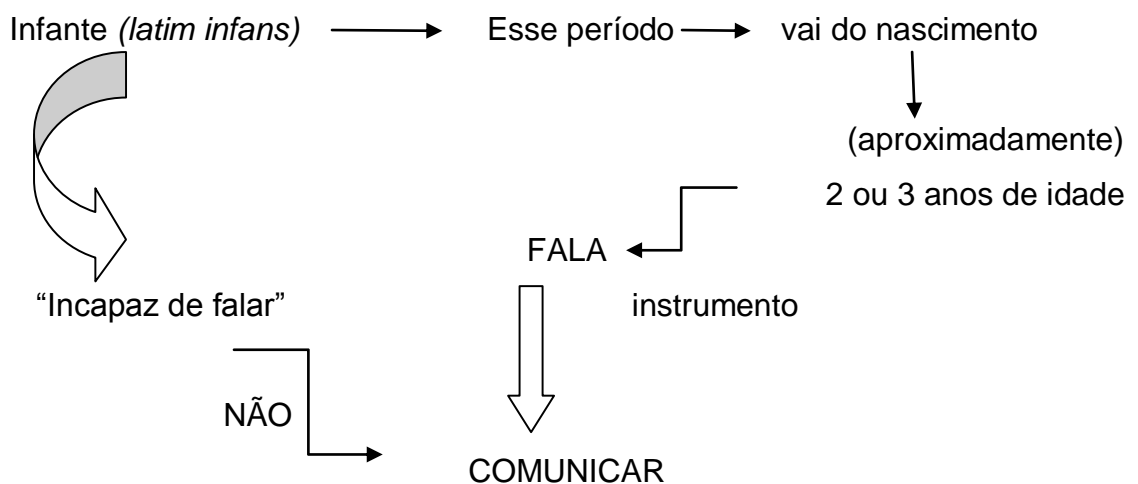 Infante (latim infans) Esse período vai do nascimento
(aproximadamente)
2 ou 3 anos de idade
FALA
“Incapaz de falar” instrumento
NÃO
COMUNICAR